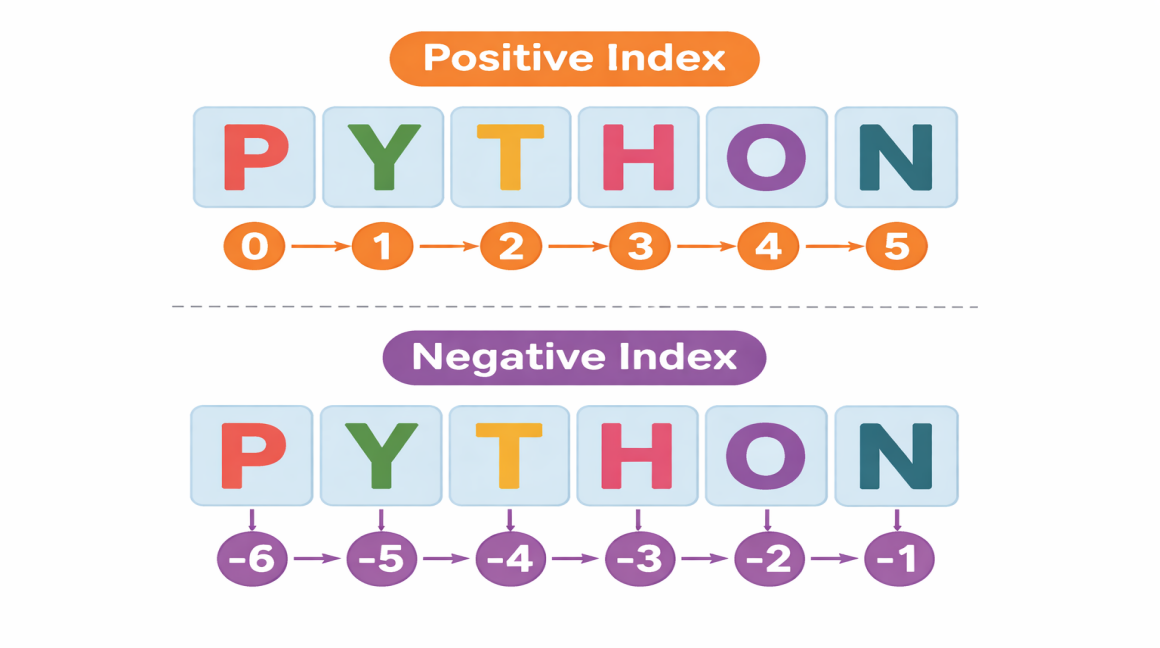 Positive Index
P Y T H O N
0 1 2 3 4 5
Negative Index
P Y T H O N
-6 -5 -4 -3 -2 -1